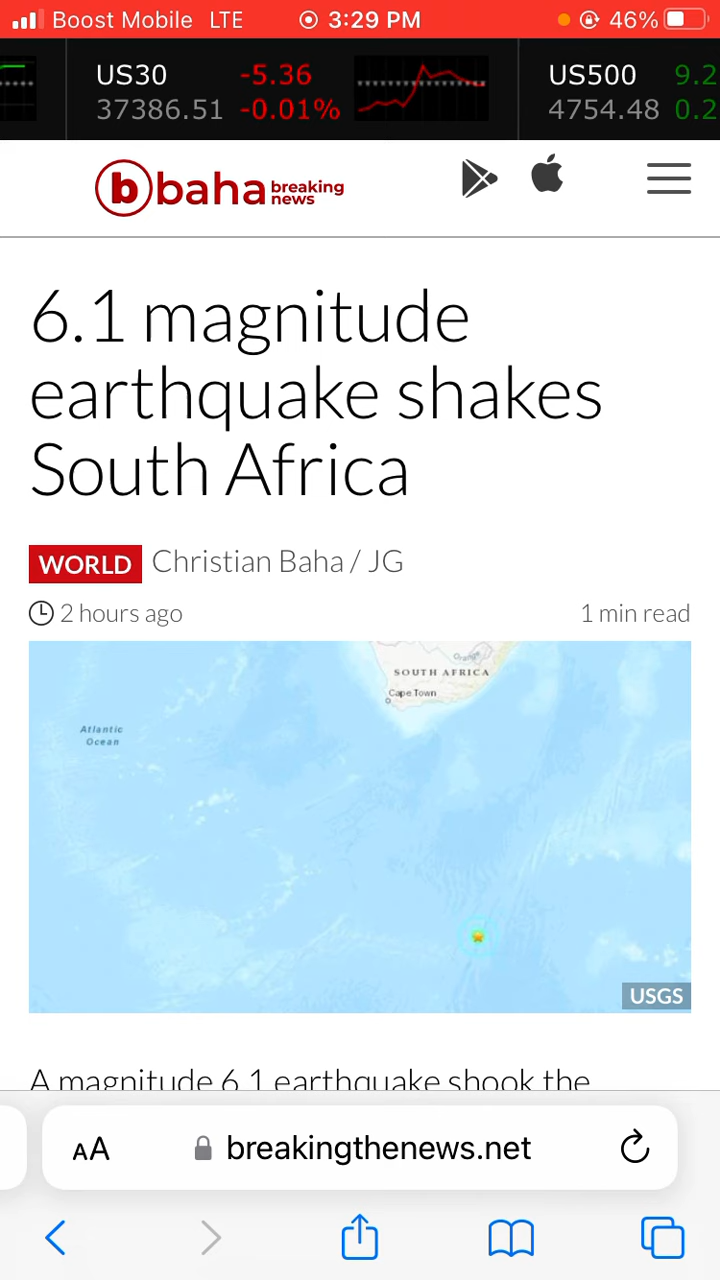 Boost Mobile LTE 3:29 PM 46%
US30 -5.36 US500 9.2
37386.51 -0.01% 4754.48 0.2
b baha breaking news
6.1 magnitude
earthquake shakes
South Africa
WORLD Christian Baha / JG
2 hours ago 1 min read
SOUTH AFRICA
Cape Town
Atlantic
Ocean
USGS
A magnitude 6.1 earthquake shook the
AA breakingthenews.net